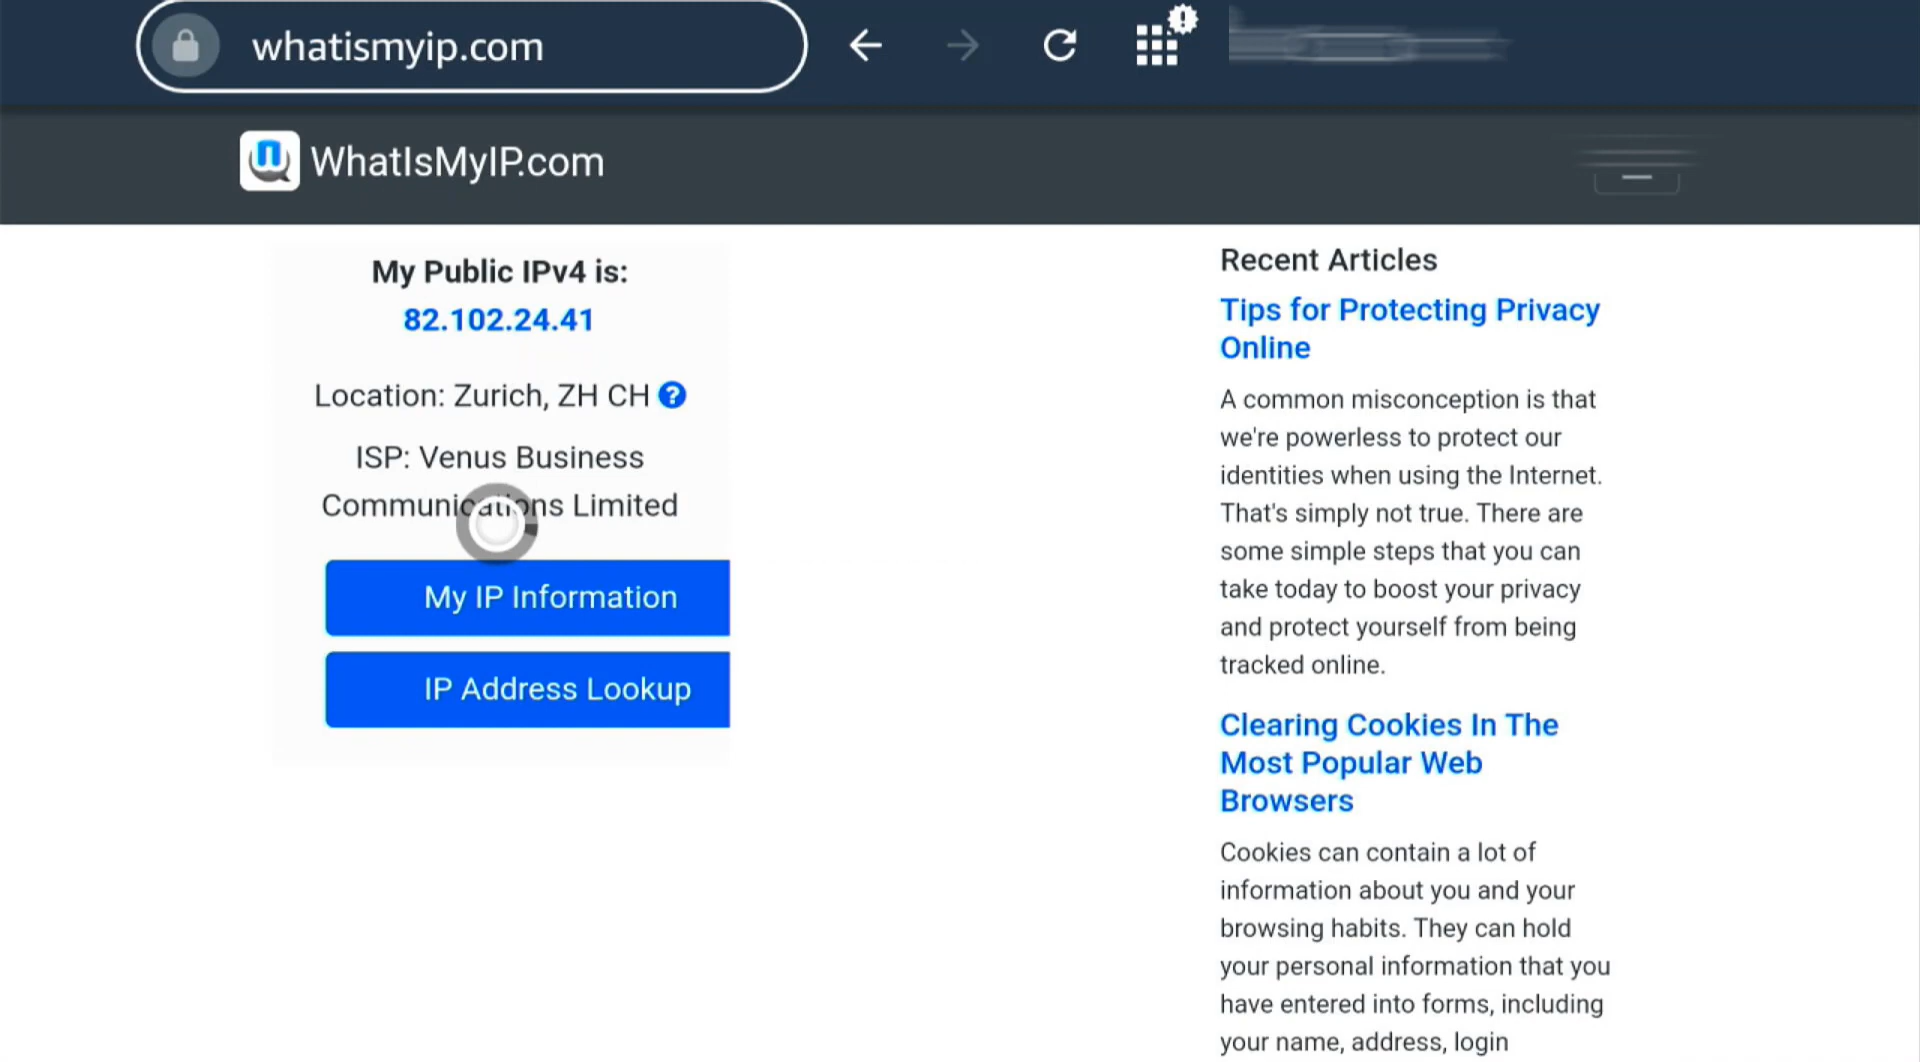 whatismyip.com
WhatIsMyIP.com
My Public IPv4 is:
82.102.24.41
Location: Zurich, ZH CH
ISP: Venus Business
Communications Limited
My IP Information
IP Address Lookup
Recent Articles
Tips for Protecting Privacy
Online
A common misconception is that
we're powerless to protect our
identities when using the Internet.
That's simply not true. There are
some simple steps that you can
take today to boost your privacy
and protect yourself from being
tracked online.
Clearing Cookies In The
Most Popular Web
Browsers
Cookies can contain a lot of
information about you and your
browsing habits. They can hold
your personal information that you
have entered into forms, including
your name, address, login